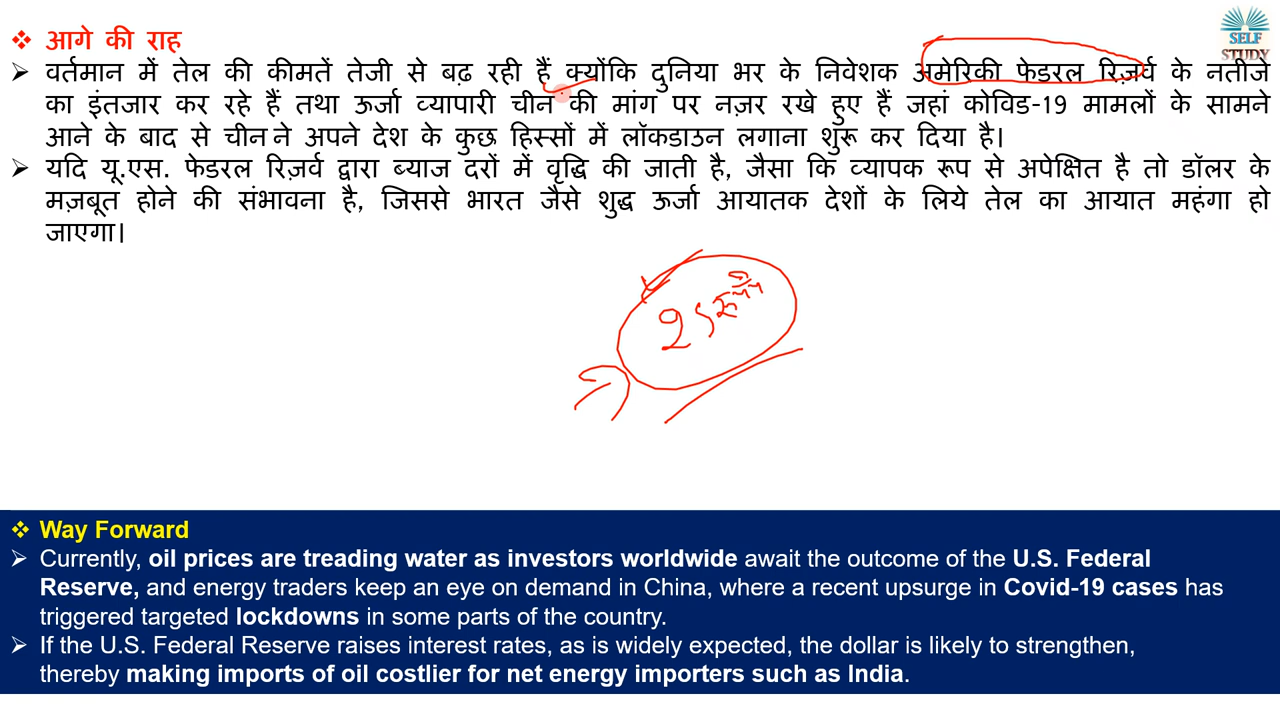 ❖ आगे की राह
SELF
STUDY
➢ वर्तमान में तेल की कीमतें तेजी से बढ़ रही हैं क्योंकि दुनिया भर के निवेशक अमेरिकी फेडरल रिज़र्व के नतीजे
का इंतजार कर रहे हैं तथा ऊर्जा व्यापारी चीन की मांग पर नज़र रखे हुए हैं जहां कोविड-19 मामलों के सामने
आने के बाद से चीन ने अपने देश के कुछ हिस्सों में लॉकडाउन लगाना शुरू कर दिया है।
➢ यदि यू.एस. फेडरल रिज़र्व द्वारा ब्याज दरों में वृद्धि की जाती है, जैसा कि व्यापक रूप से अपेक्षित है तो डॉलर के
मज़बूत होने की संभावना है, जिससे भारत जैसे शुद्ध ऊर्जा आयातक देशों के लिये तेल का आयात महंगा हो
जाएगा।
❖ Way Forward
➢ Currently, oil prices are treading water as investors worldwide await the outcome of the U.S. Federal
Reserve, and energy traders keep an eye on demand in China, where a recent upsurge in Covid-19 cases has
triggered targeted lockdowns in some parts of the country.
➢ If the U.S. Federal Reserve raises interest rates, as is widely expected, the dollar is likely to strengthen,
thereby making imports of oil costlier for net energy importers such as India.